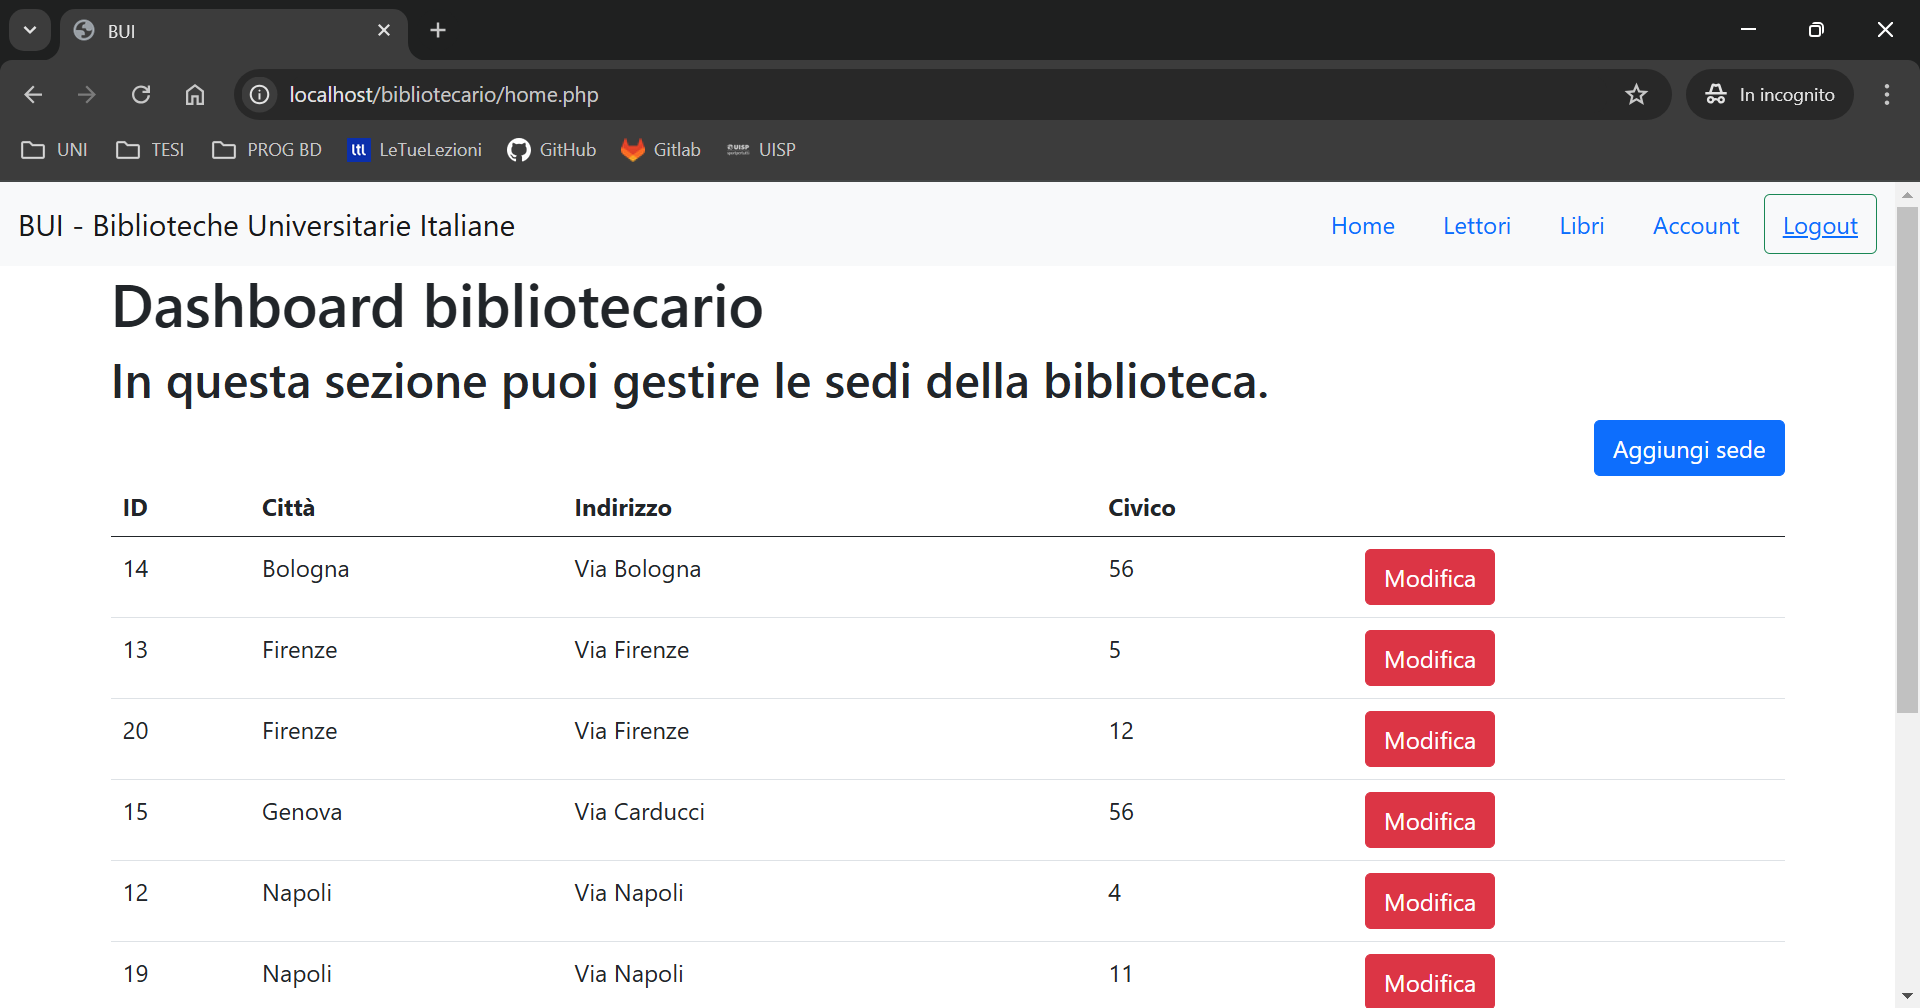 BUI
localhost/bibliotecario/home.php
In incognito
UNI TESI PROG BD LeTueLezioni GitHub Gitlab UISP
BUI - Biblioteche Universitarie Italiane Home Lettori Libri Account Logout
Dashboard bibliotecario
In questa sezione puoi gestire le sedi della biblioteca.
Aggiungi sede
ID Città Indirizzo Civico
14 Bologna Via Bologna 56 Modifica
13 Firenze Via Firenze 5 Modifica
20 Firenze Via Firenze 12 Modifica
15 Genova Via Carducci 56 Modifica
12 Napoli Via Napoli 4 Modifica
19 Napoli Via Napoli 11 Modifica